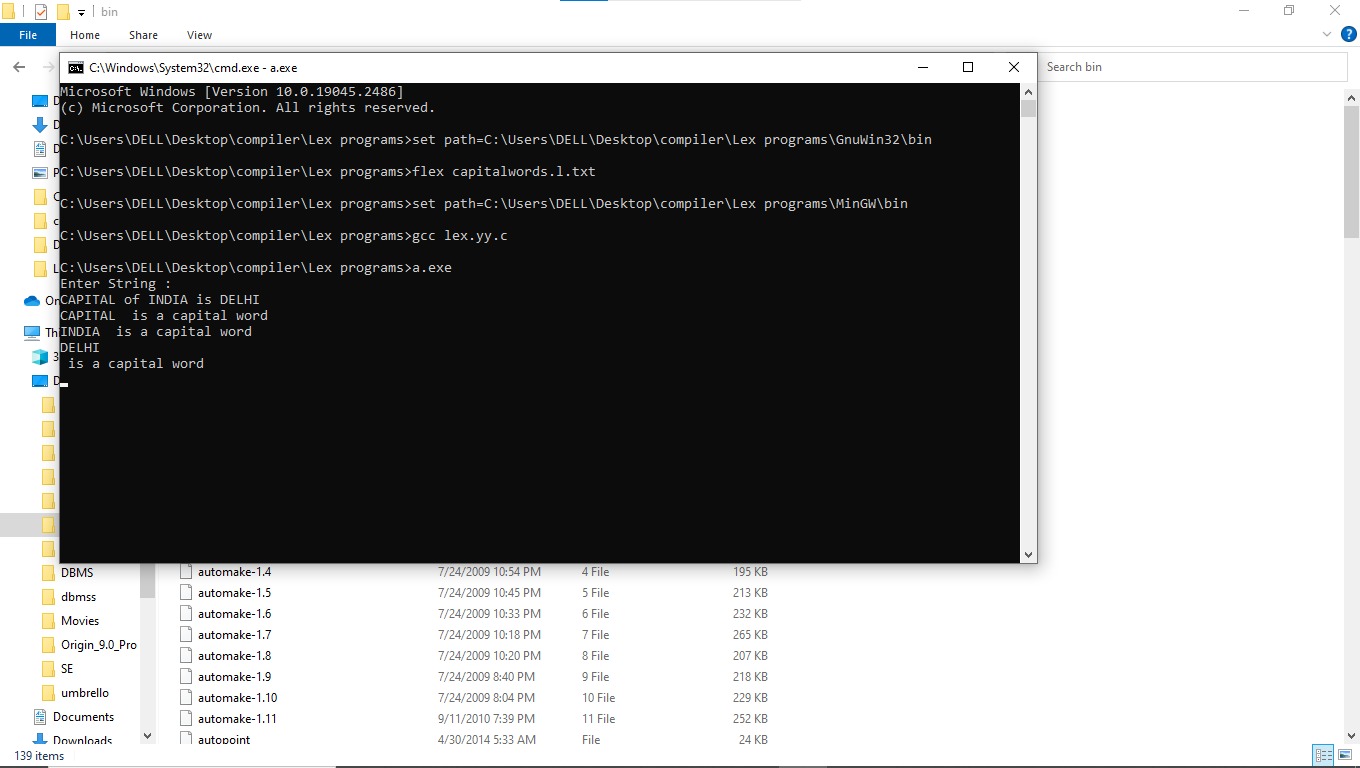 bin
File Home Share View
C:\Windows\System32\cmd.exe - a.exe
Search bin
Microsoft Windows [Version 10.0.19045.2486]
(c) Microsoft Corporation. All rights reserved.
C:\Users\DELL\Desktop\compiler\Lex programs>set path=C:\Users\DELL\Desktop\compiler\Lex programs\GnuWin32\bin
C:\Users\DELL\Desktop\compiler\Lex programs>flex capitalwords.l.txt
C:\Users\DELL\Desktop\compiler\Lex programs>set path=C:\Users\DELL\Desktop\compiler\Lex programs\MinGW\bin
C:\Users\DELL\Desktop\compiler\Lex programs>gcc lex.yy.c
C:\Users\DELL\Desktop\compiler\Lex programs>a.exe
Enter String :
CAPITAL of INDIA is DELHI
CAPITAL  is a capital word
INDIA  is a capital word
DELHI
 is a capital word
DBMS
dbmss
Movies
Origin_9.0_Pro
SE
umbrello
Documents
Downloads
automake-1.4 7/24/2009 10:54 PM 4 File 195 KB
automake-1.5 7/24/2009 10:45 PM 5 File 213 KB
automake-1.6 7/24/2009 10:33 PM 6 File 232 KB
automake-1.7 7/24/2009 10:18 PM 7 File 265 KB
automake-1.8 7/24/2009 10:20 PM 8 File 207 KB
automake-1.9 7/24/2009 8:40 PM 9 File 218 KB
automake-1.10 7/24/2009 8:04 PM 10 File 229 KB
automake-1.11 9/11/2010 7:39 PM 11 File 252 KB
autopoint 4/30/2014 5:33 AM File 24 KB
139 items